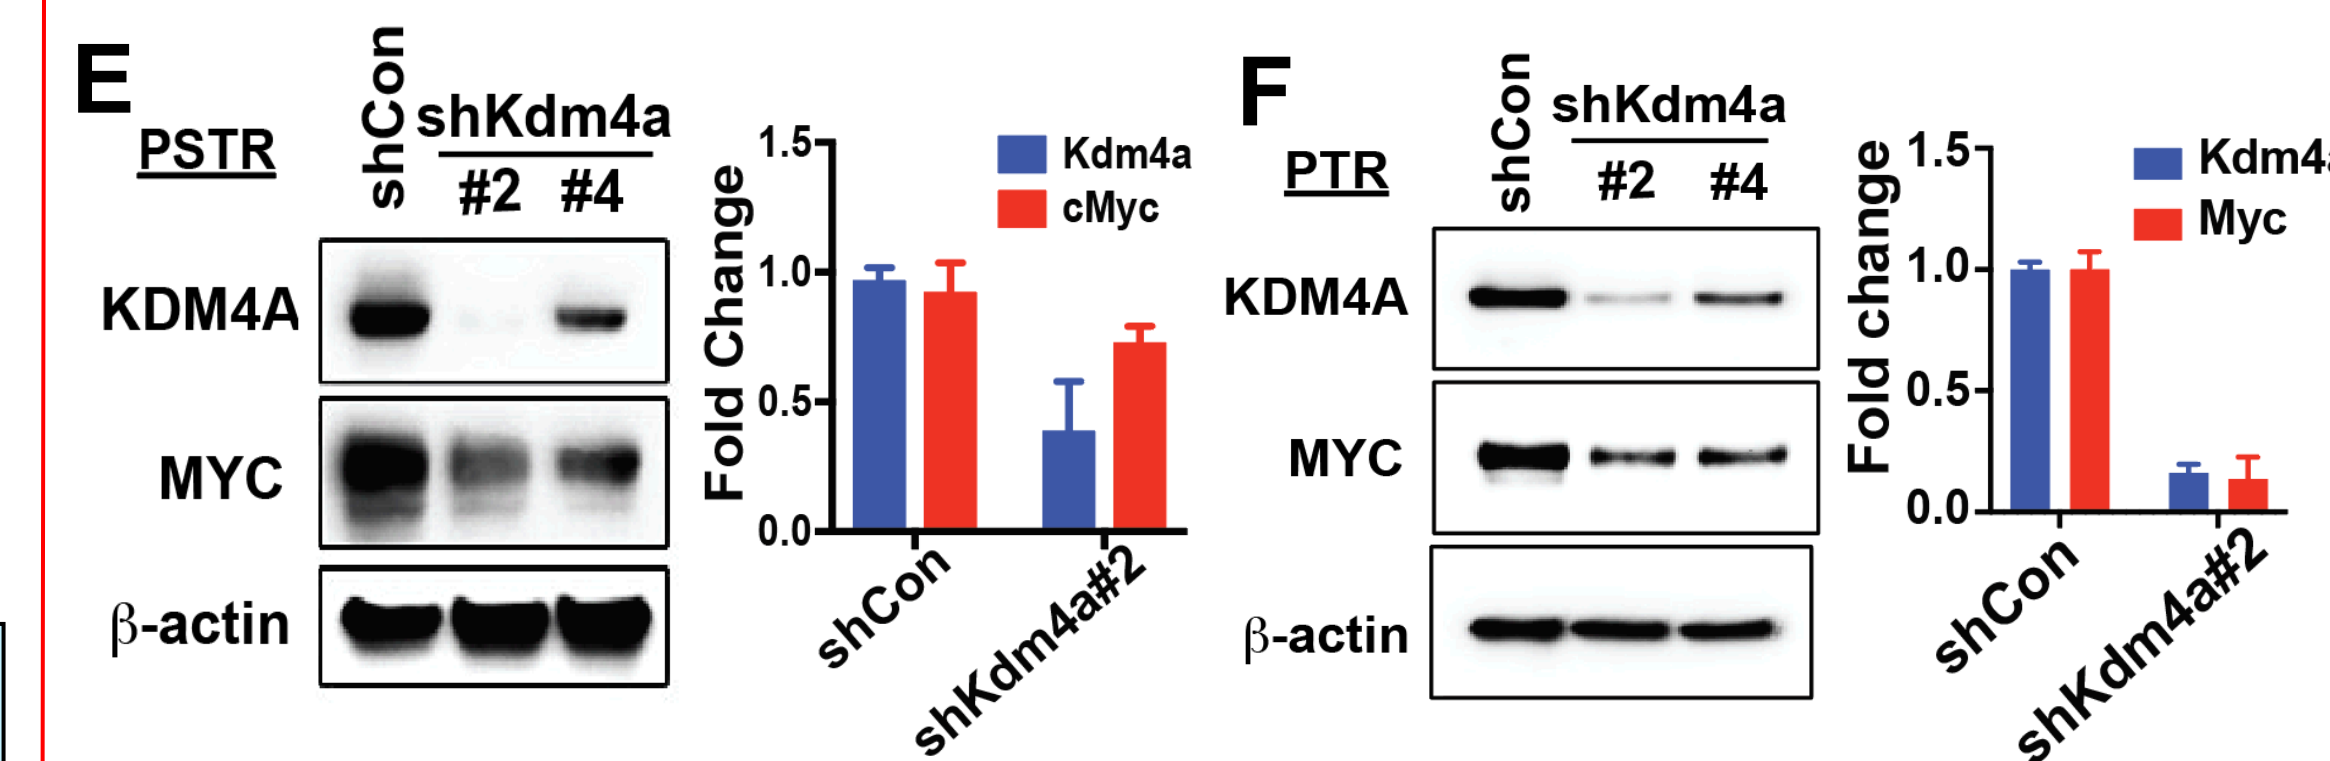 E
PSTR
shCon
shKdm4a
#2 #4
KDM4A
MYC
β-actin
Fold Change
1.5
1.0
0.5
0.0
Kdm4a
cMyc
shCon
shKdm4a#2
F
PTR
shCon
shKdm4a
#2 #4
KDM4A
MYC
β-actin
Fold change
1.5
1.0
0.5
0.0
Kdm4a
Myc
shCon
shKdm4a#2